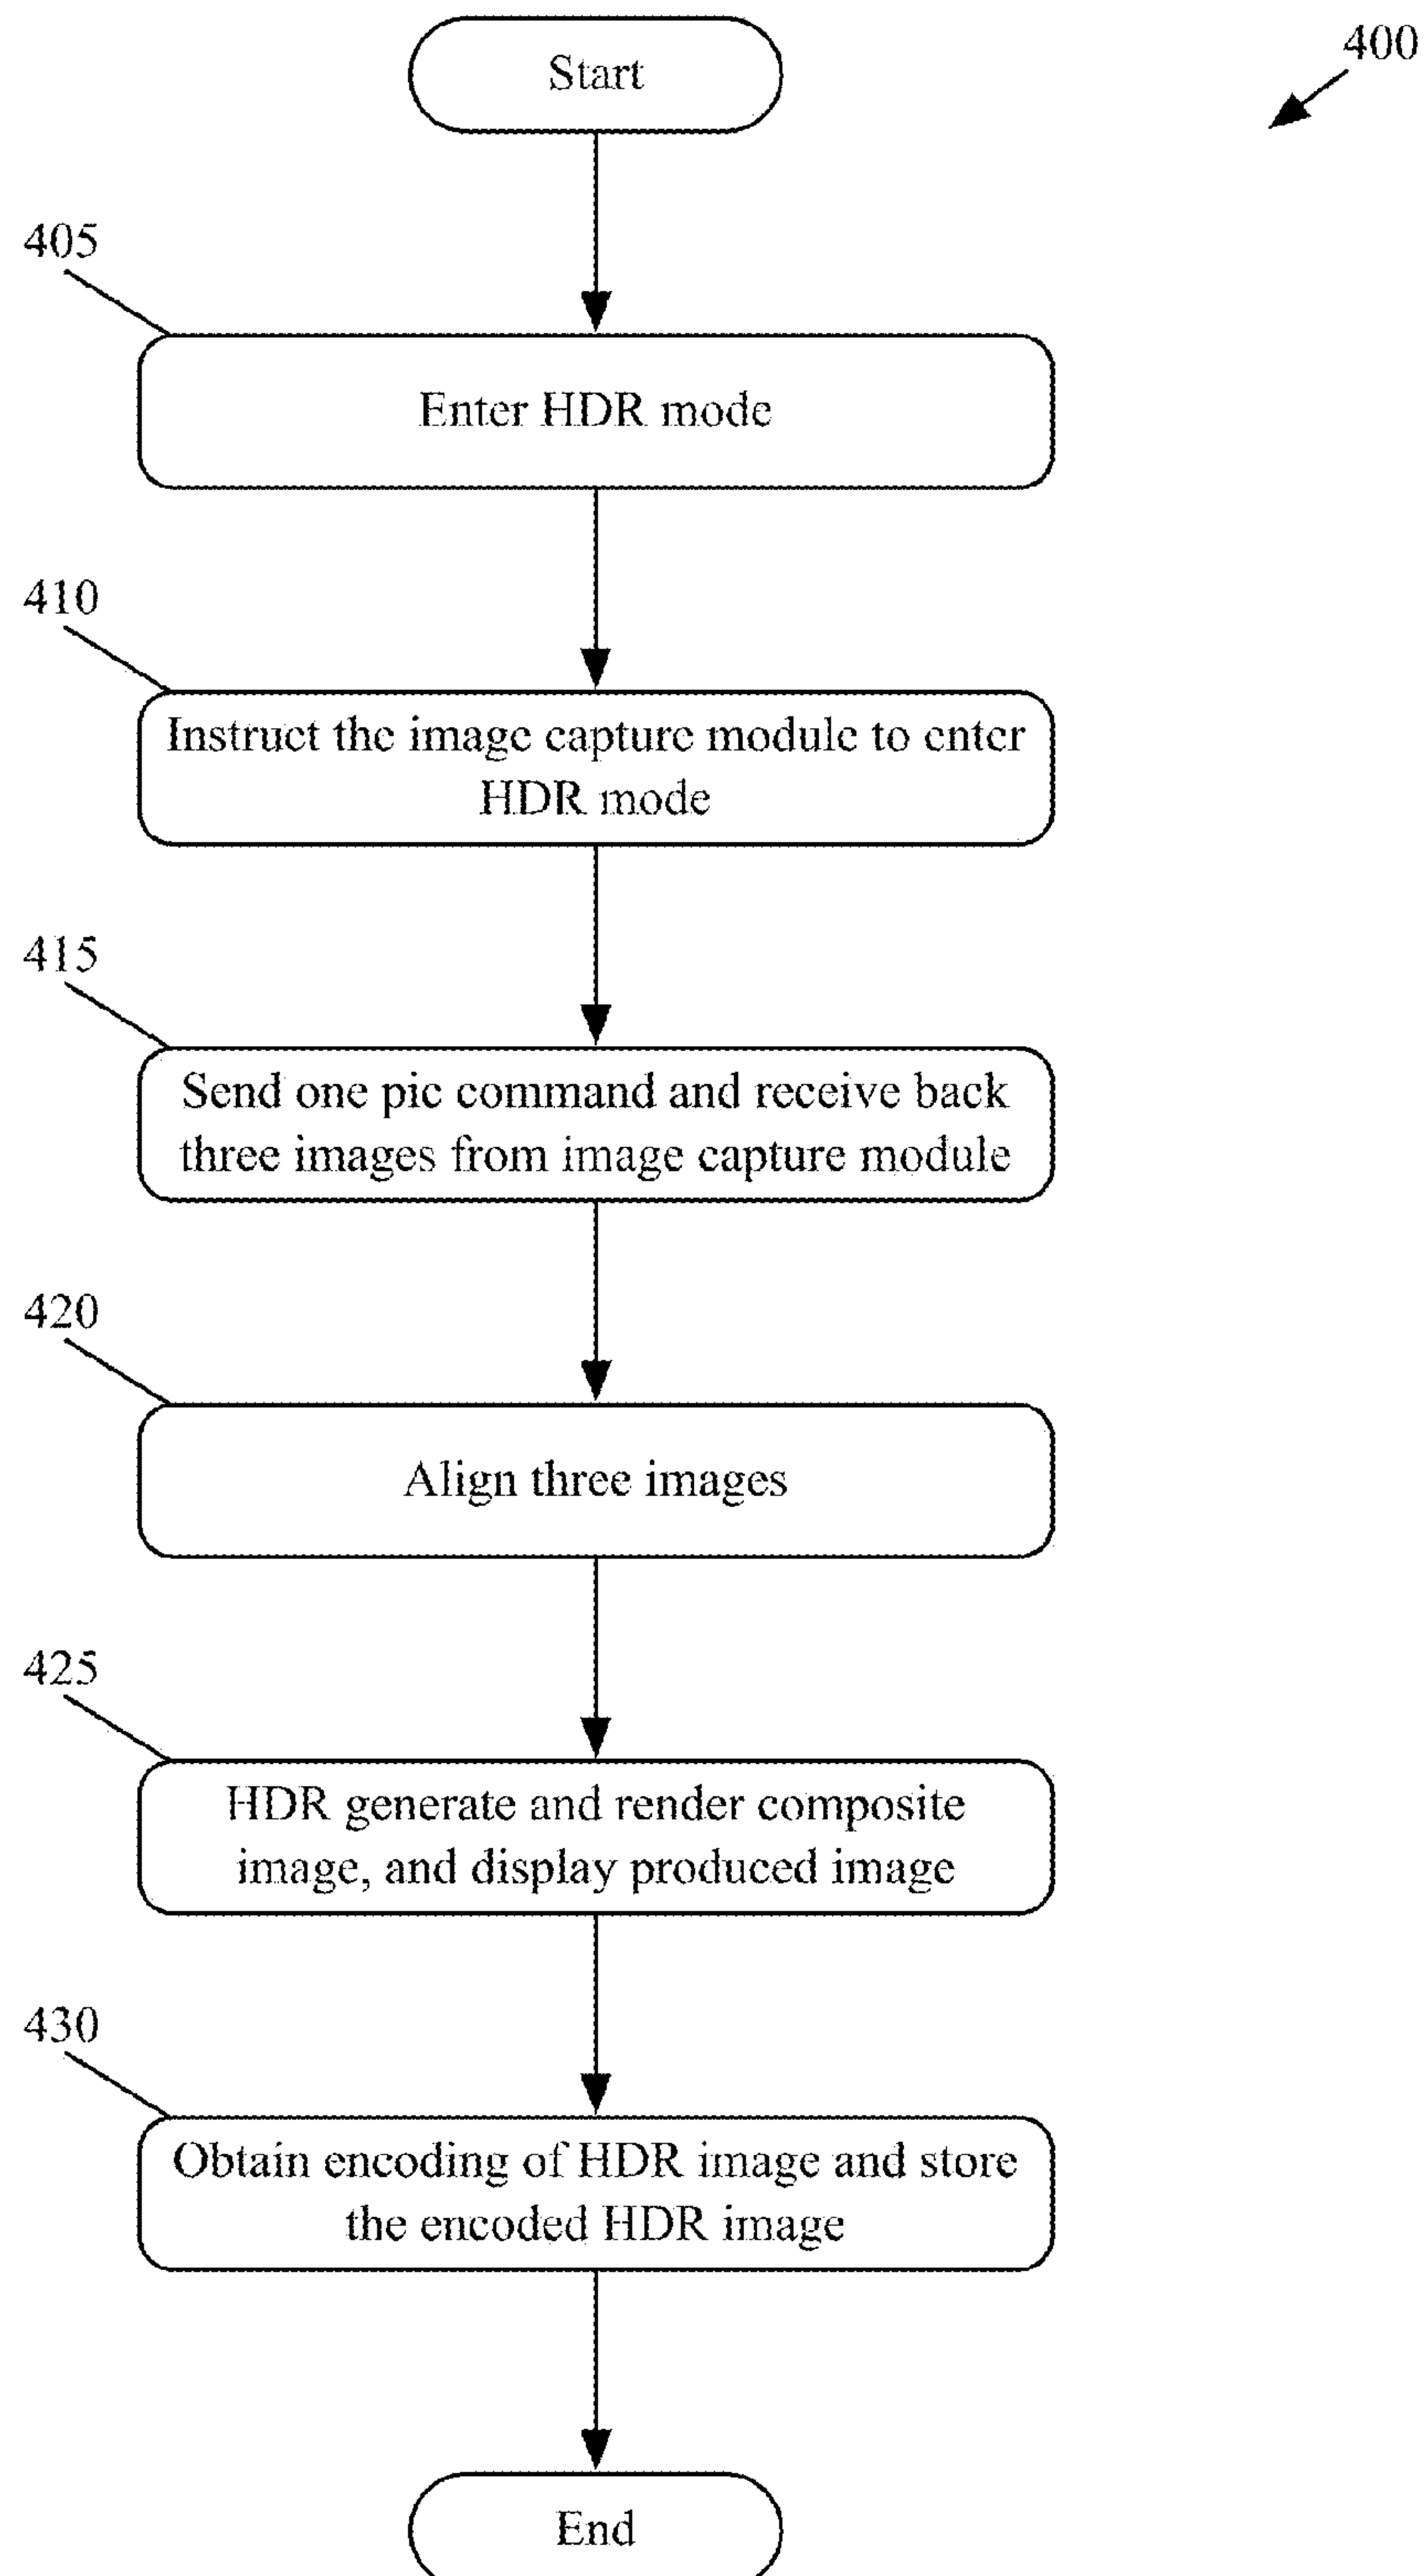 Start
400
405
Enter HDR mode
410
Instruct the image capture module to enter
HDR mode
415
Send one pic command and receive back
three images from image capture module
420
Align three images
425
HDR generate and render composite
image, and display produced image
430
Obtain encoding of HDR image and store
the encoded HDR image
End